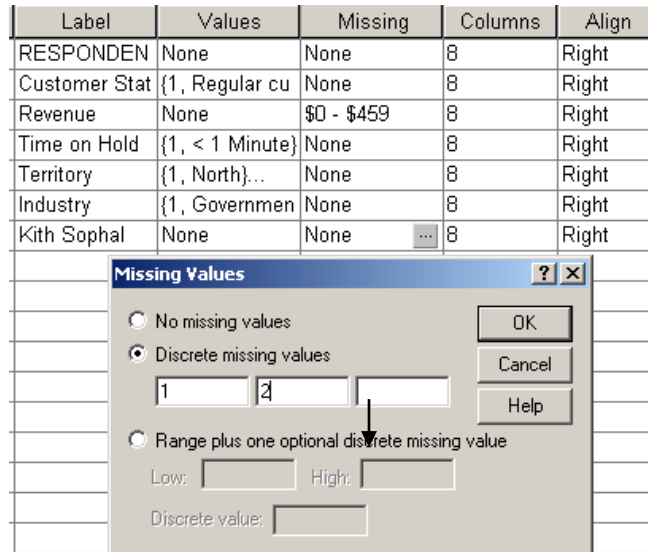 Label Values Missing Columns Align
RESPONDEN None None 8 Right
Customer Stat {1, Regular cu None 8 Right
Revenue None $0 - $459 8 Right
Time on Hold {1, < 1 Minute} None 8 Right
Territory {1, North}... None 8 Right
Industry {1, Governmen None 8 Right
Kith Sophal None None ... 8 Right
Missing Values ? ×
No missing values OK
Discrete missing values Cancel
1 2 Help
Range plus one optional discrete missing value
Low: High:
Discrete value: